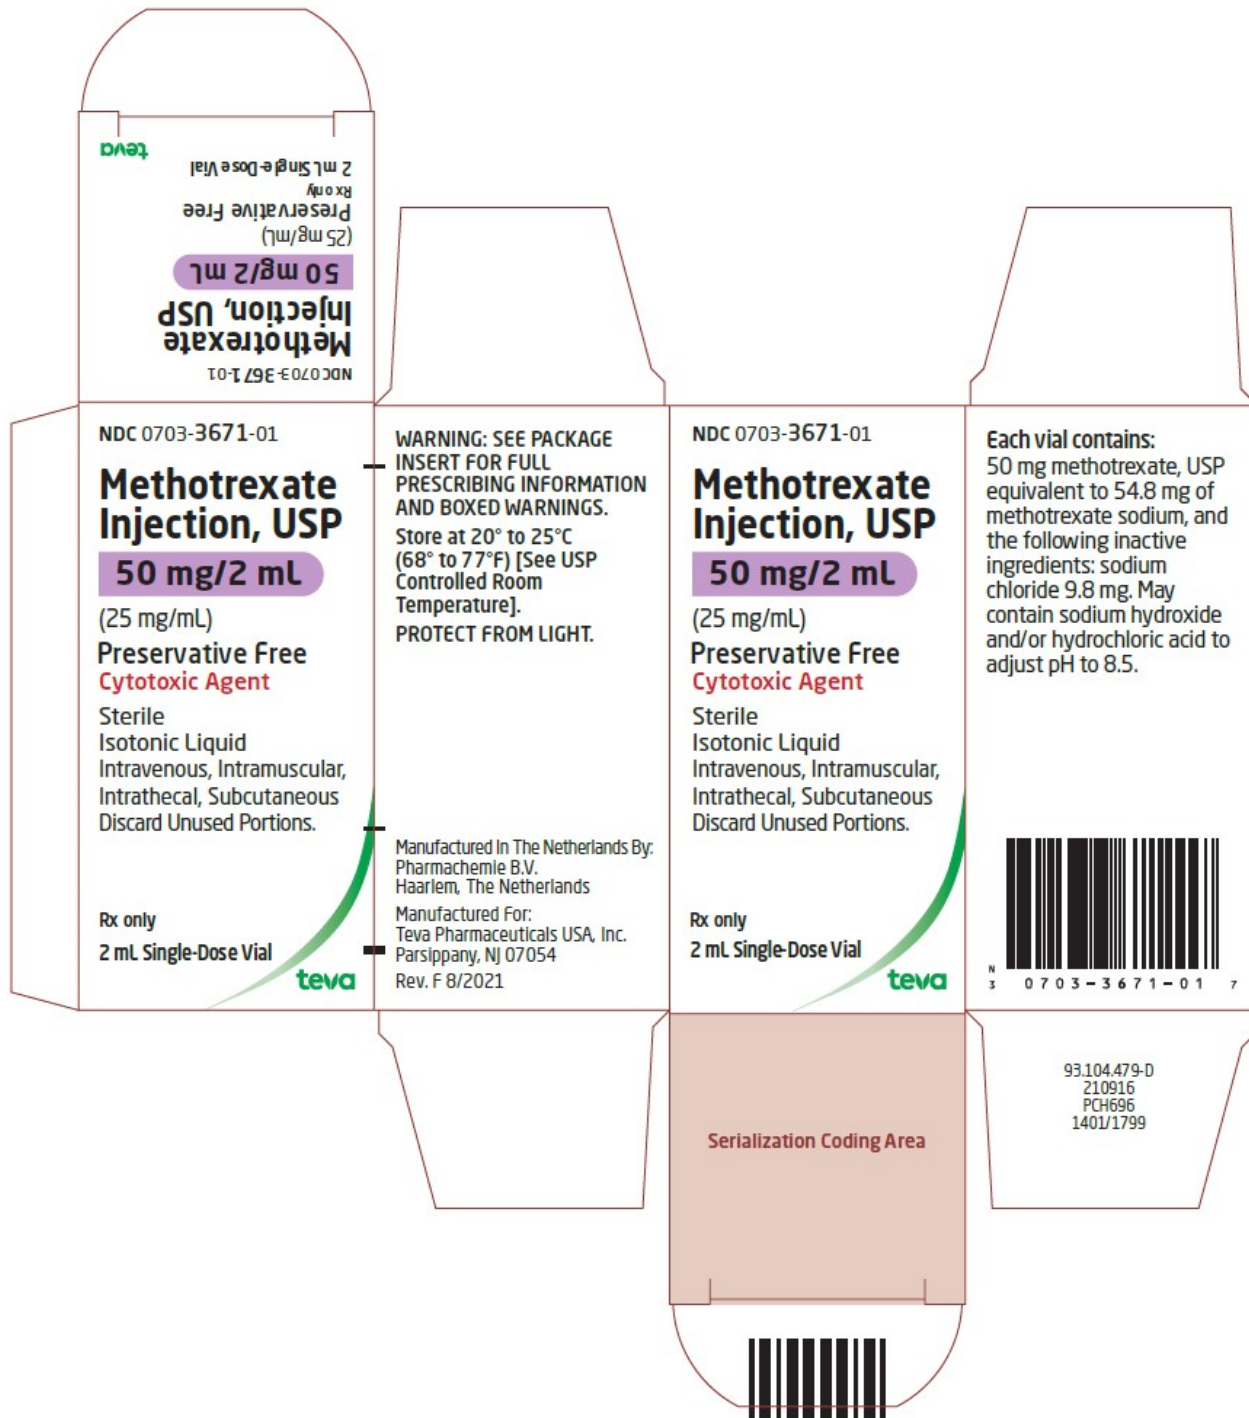 teva
2 mL Single-Dose Vial
Rx only
Preservative Free
(25 mg/mL)
50 mg/2 mL
Injection, USP
Methotrexate
NDC 0703-3671-01
NDC 0703-3671-01
Methotrexate
Injection, USP
50 mg/2 mL
(25 mg/mL)
Preservative Free
Cytotoxic Agent
Sterile
Isotonic Liquid
Intravenous, Intramuscular,
Intrathecal, Subcutaneous
Discard Unused Portions.
Rx only
2 mL Single-Dose Vial
teva
WARNING: SEE PACKAGE
INSERT FOR FULL
PRESCRIBING INFORMATION
AND BOXED WARNINGS.
Store at 20° to 25°C
(68° to 77°F) [See USP
Controlled Room
Temperature].
PROTECT FROM LIGHT.
Manufactured In The Netherlands By:
Pharmachemie B.V.
Haarlem, The Netherlands
Manufactured For:
Teva Pharmaceuticals USA, Inc.
Parsippany, NJ 07054
Rev. F 8/2021
NDC 0703-3671-01
Methotrexate
Injection, USP
50 mg/2 mL
(25 mg/mL)
Preservative Free
Cytotoxic Agent
Sterile
Isotonic Liquid
Intravenous, Intramuscular,
Intrathecal, Subcutaneous
Discard Unused Portions.
Rx only
2 mL Single-Dose Vial
teva
Each vial contains:
50 mg methotrexate, USP
equivalent to 54.8 mg of
methotrexate sodium, and
the following inactive
ingredients: sodium
chloride 9.8 mg. May
contain sodium hydroxide
and/or hydrochloric acid to
adjust pH to 8.5.
N
3 0703-3671-01 7
93.104.479-D
210916
PCH696
1401/1799
Serialization Coding Area